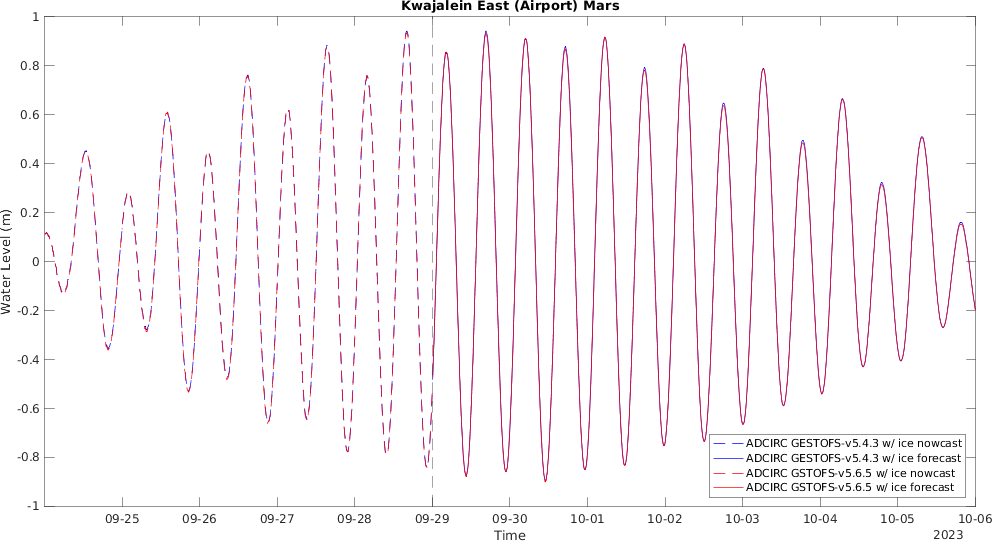 Kwajalein East (Airport) Mars
1
0.8
0.6
0.4
0.2
0
-0.2
-0.4
-0.6
-0.8
-1
Water Level (m)
ADCIRC GESTOFS-v5.4.3 w/ ice nowcast
ADCIRC GESTOFS-v5.4.3 w/ ice forecast
ADCIRC GSTOFS-v5.6.5 w/ ice nowcast
ADCIRC GSTOFS-v5.6.5 w/ ice forecast
09-25 09-26 09-27 09-28 09-29 09-30 10-01 10-02 10-03 10-04 10-05 10-06
Time
2023